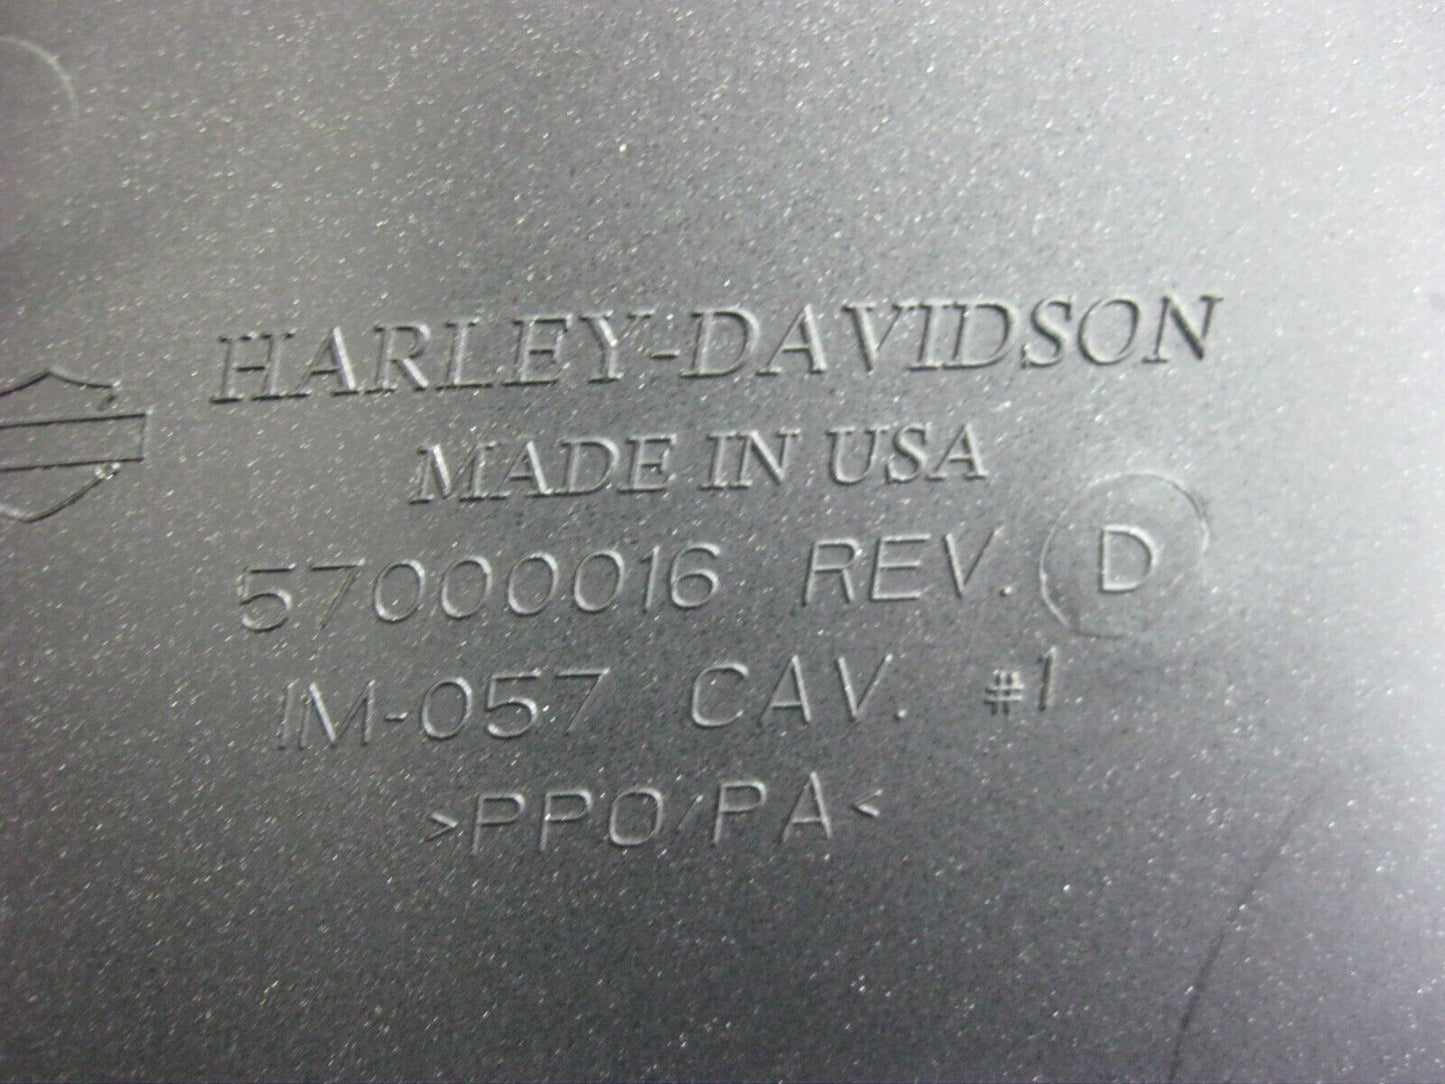 HARLEY-DAVIDSON
MADE IN USA
57000016 REV. D
IM-057 CAV. #1
>PPO/PA<